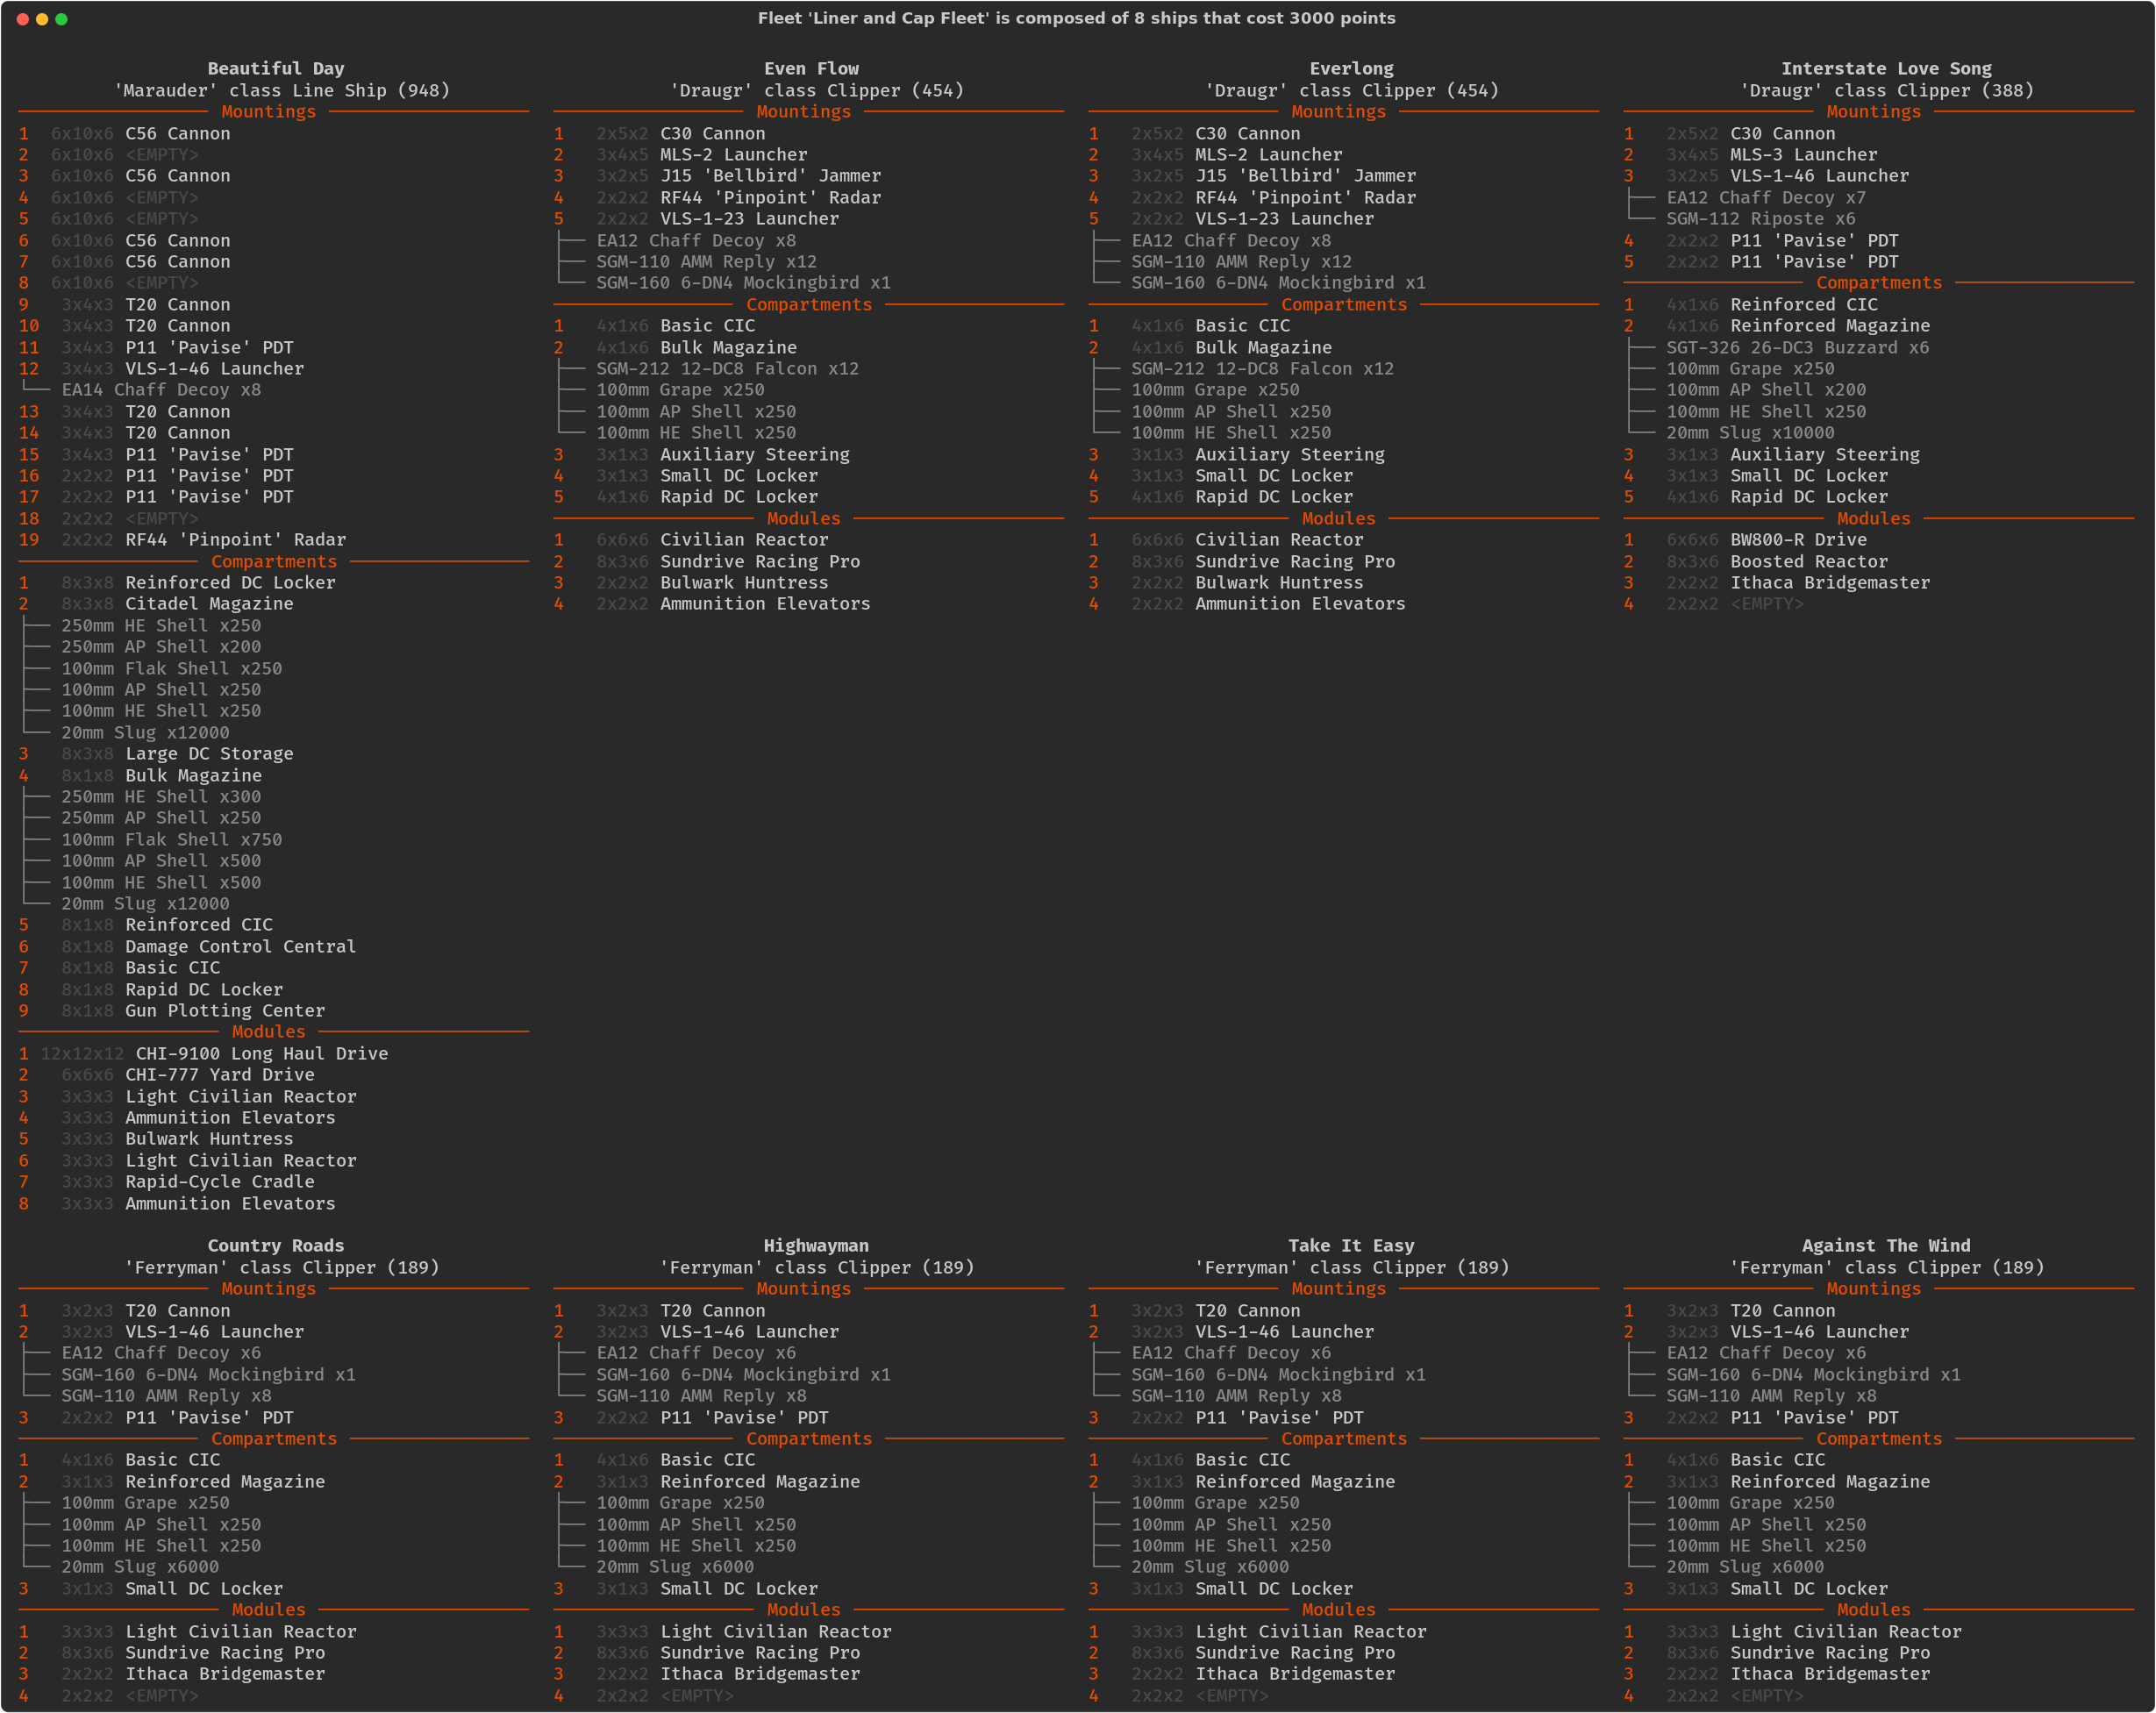 Fleet 'Liner and Cap Fleet' is composed of 8 ships that cost 3000 points
Beautiful Day
'Marauder' class Line Ship (948)
Mountings
1 6x10x6 C56 Cannon
2 6x10x6 <EMPTY>
3 6x10x6 C56 Cannon
4 6x10x6 <EMPTY>
5 6x10x6 <EMPTY>
6 6x10x6 C56 Cannon
7 6x10x6 C56 Cannon
8 6x10x6 <EMPTY>
9 3x4x3 T20 Cannon
10 3x4x3 T20 Cannon
11 3x4x3 P11 'Pavise' PDT
12 3x4x3 VLS-1-46 Launcher
EA14 Chaff Decoy x8
13 3x4x3 T20 Cannon
14 3x4x3 T20 Cannon
15 3x4x3 P11 'Pavise' PDT
16 2x2x2 P11 'Pavise' PDT
17 2x2x2 P11 'Pavise' PDT
18 2x2x2 <EMPTY>
19 2x2x2 RF44 'Pinpoint' Radar
Compartments
1 8x3x8 Reinforced DC Locker
2 8x3x8 Citadel Magazine
250mm HE Shell x250
250mm AP Shell x200
100mm Flak Shell x250
100mm AP Shell x250
100mm HE Shell x250
20mm Slug x12000
3 8x3x8 Large DC Storage
4 8x1x8 Bulk Magazine
250mm HE Shell x300
250mm AP Shell x250
100mm Flak Shell x750
100mm AP Shell x500
100mm HE Shell x500
20mm Slug x12000
5 8x1x8 Reinforced CIC
6 8x1x8 Damage Control Central
7 8x1x8 Basic CIC
8 8x1x8 Rapid DC Locker
9 8x1x8 Gun Plotting Center
Modules
1 12x12x12 CHI-9100 Long Haul Drive
2 6x6x6 CHI-777 Yard Drive
3 3x3x3 Light Civilian Reactor
4 3x3x3 Ammunition Elevators
5 3x3x3 Bulwark Huntress
6 3x3x3 Light Civilian Reactor
7 3x3x3 Rapid-Cycle Cradle
8 3x3x3 Ammunition Elevators
Even Flow
'Draugr' class Clipper (454)
Mountings
1 2x5x2 C30 Cannon
2 3x4x5 MLS-2 Launcher
3 3x2x5 J15 'Bellbird' Jammer
4 2x2x2 RF44 'Pinpoint' Radar
5 2x2x2 VLS-1-23 Launcher
EA12 Chaff Decoy x8
SGM-110 AMM Reply x12
SGM-160 6-DN4 Mockingbird x1
Compartments
1 4x1x6 Basic CIC
2 4x1x6 Bulk Magazine
SGM-212 12-DC8 Falcon x12
100mm Grape x250
100mm AP Shell x250
100mm HE Shell x250
3 3x1x3 Auxiliary Steering
4 3x1x3 Small DC Locker
5 4x1x6 Rapid DC Locker
Modules
1 6x6x6 Civilian Reactor
2 8x3x6 Sundrive Racing Pro
3 2x2x2 Bulwark Huntress
4 2x2x2 Ammunition Elevators
Everlong
'Draugr' class Clipper (454)
Mountings
1 2x5x2 C30 Cannon
2 3x4x5 MLS-2 Launcher
3 3x2x5 J15 'Bellbird' Jammer
4 2x2x2 RF44 'Pinpoint' Radar
5 2x2x2 VLS-1-23 Launcher
EA12 Chaff Decoy x8
SGM-110 AMM Reply x12
SGM-160 6-DN4 Mockingbird x1
Compartments
1 4x1x6 Basic CIC
2 4x1x6 Bulk Magazine
SGM-212 12-DC8 Falcon x12
100mm Grape x250
100mm AP Shell x250
100mm HE Shell x250
3 3x1x3 Auxiliary Steering
4 3x1x3 Small DC Locker
5 4x1x6 Rapid DC Locker
Modules
1 6x6x6 Civilian Reactor
2 8x3x6 Sundrive Racing Pro
3 2x2x2 Bulwark Huntress
4 2x2x2 Ammunition Elevators
Interstate Love Song
'Draugr' class Clipper (388)
Mountings
1 2x5x2 C30 Cannon
2 3x4x5 MLS-3 Launcher
3 3x2x5 VLS-1-46 Launcher
EA12 Chaff Decoy x7
SGM-112 Riposte x6
4 2x2x2 P11 'Pavise' PDT
5 2x2x2 P11 'Pavise' PDT
Compartments
1 4x1x6 Reinforced CIC
2 4x1x6 Reinforced Magazine
SGT-326 26-DC3 Buzzard x6
100mm Grape x250
100mm AP Shell x200
100mm HE Shell x250
20mm Slug x10000
3 3x1x3 Auxiliary Steering
4 3x1x3 Small DC Locker
5 4x1x6 Rapid DC Locker
Modules
1 6x6x6 BW800-R Drive
2 8x3x6 Boosted Reactor
3 2x2x2 Ithaca Bridgemaster
4 2x2x2 <EMPTY>
Country Roads
'Ferryman' class Clipper (189)
Mountings
1 3x2x3 T20 Cannon
2 3x2x3 VLS-1-46 Launcher
EA12 Chaff Decoy x6
SGM-160 6-DN4 Mockingbird x1
SGM-110 AMM Reply x8
3 2x2x2 P11 'Pavise' PDT
Compartments
1 4x1x6 Basic CIC
2 3x1x3 Reinforced Magazine
100mm Grape x250
100mm AP Shell x250
100mm HE Shell x250
20mm Slug x6000
3 3x1x3 Small DC Locker
Modules
1 3x3x3 Light Civilian Reactor
2 8x3x6 Sundrive Racing Pro
3 2x2x2 Ithaca Bridgemaster
4 2x2x2 <EMPTY>
Highwayman
'Ferryman' class Clipper (189)
Mountings
1 3x2x3 T20 Cannon
2 3x2x3 VLS-1-46 Launcher
EA12 Chaff Decoy x6
SGM-160 6-DN4 Mockingbird x1
SGM-110 AMM Reply x8
3 2x2x2 P11 'Pavise' PDT
Compartments
1 4x1x6 Basic CIC
2 3x1x3 Reinforced Magazine
100mm Grape x250
100mm AP Shell x250
100mm HE Shell x250
20mm Slug x6000
3 3x1x3 Small DC Locker
Modules
1 3x3x3 Light Civilian Reactor
2 8x3x6 Sundrive Racing Pro
3 2x2x2 Ithaca Bridgemaster
4 2x2x2 <EMPTY>
Take It Easy
'Ferryman' class Clipper (189)
Mountings
1 3x2x3 T20 Cannon
2 3x2x3 VLS-1-46 Launcher
EA12 Chaff Decoy x6
SGM-160 6-DN4 Mockingbird x1
SGM-110 AMM Reply x8
3 2x2x2 P11 'Pavise' PDT
Compartments
1 4x1x6 Basic CIC
2 3x1x3 Reinforced Magazine
100mm Grape x250
100mm AP Shell x250
100mm HE Shell x250
20mm Slug x6000
3 3x1x3 Small DC Locker
Modules
1 3x3x3 Light Civilian Reactor
2 8x3x6 Sundrive Racing Pro
3 2x2x2 Ithaca Bridgemaster
4 2x2x2 <EMPTY>
Against The Wind
'Ferryman' class Clipper (189)
Mountings
1 3x2x3 T20 Cannon
2 3x2x3 VLS-1-46 Launcher
EA12 Chaff Decoy x6
SGM-160 6-DN4 Mockingbird x1
SGM-110 AMM Reply x8
3 2x2x2 P11 'Pavise' PDT
Compartments
1 4x1x6 Basic CIC
2 3x1x3 Reinforced Magazine
100mm Grape x250
100mm AP Shell x250
100mm HE Shell x250
20mm Slug x6000
3 3x1x3 Small DC Locker
Modules
1 3x3x3 Light Civilian Reactor
2 8x3x6 Sundrive Racing Pro
3 2x2x2 Ithaca Bridgemaster
4 2x2x2 <EMPTY>